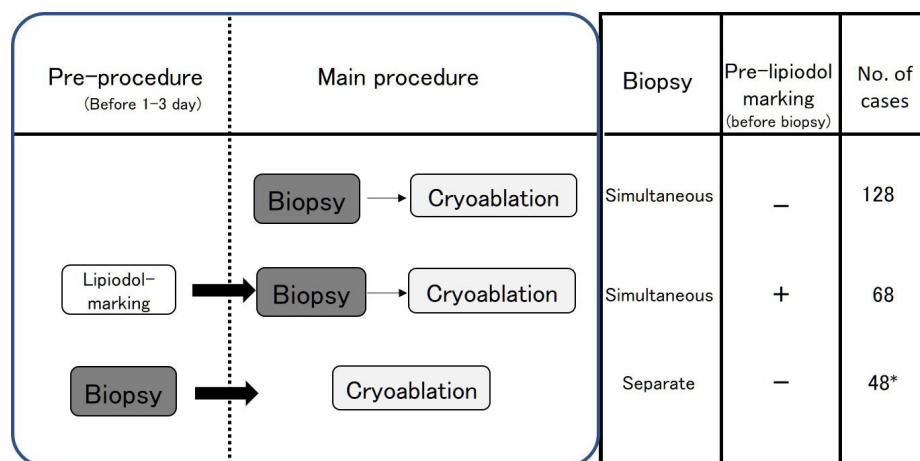 Pre-procedure
(Before 1-3 day)
Main procedure
Biopsy
Pre-lipiodol
marking
(before biopsy)
No. of
cases
Biopsy
Cryoablation
Simultaneous
−
128
Lipiodol-
marking
Biopsy
Cryoablation
Simultaneous
+
68
Biopsy
Cryoablation
Separate
−
48*